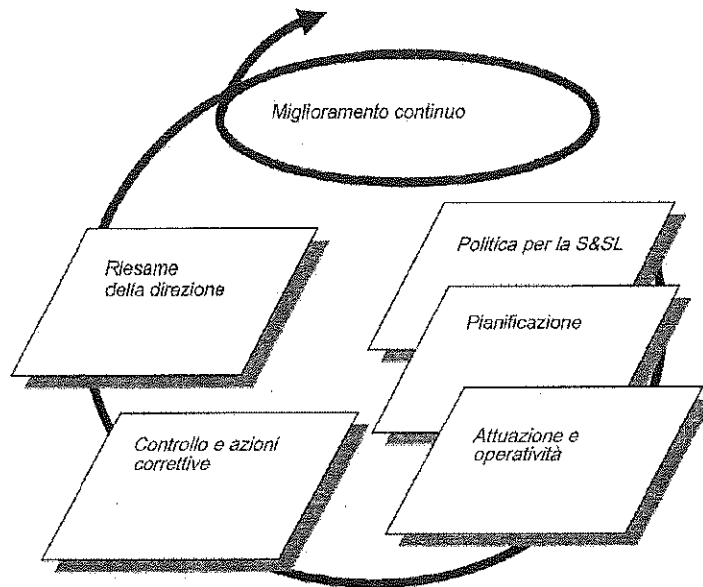 Miglioramento continuo
Politica per la S&SL
Pianificazione
Attuazione e
operatività
Controllo e azioni
correttive
Riesame
della direzione